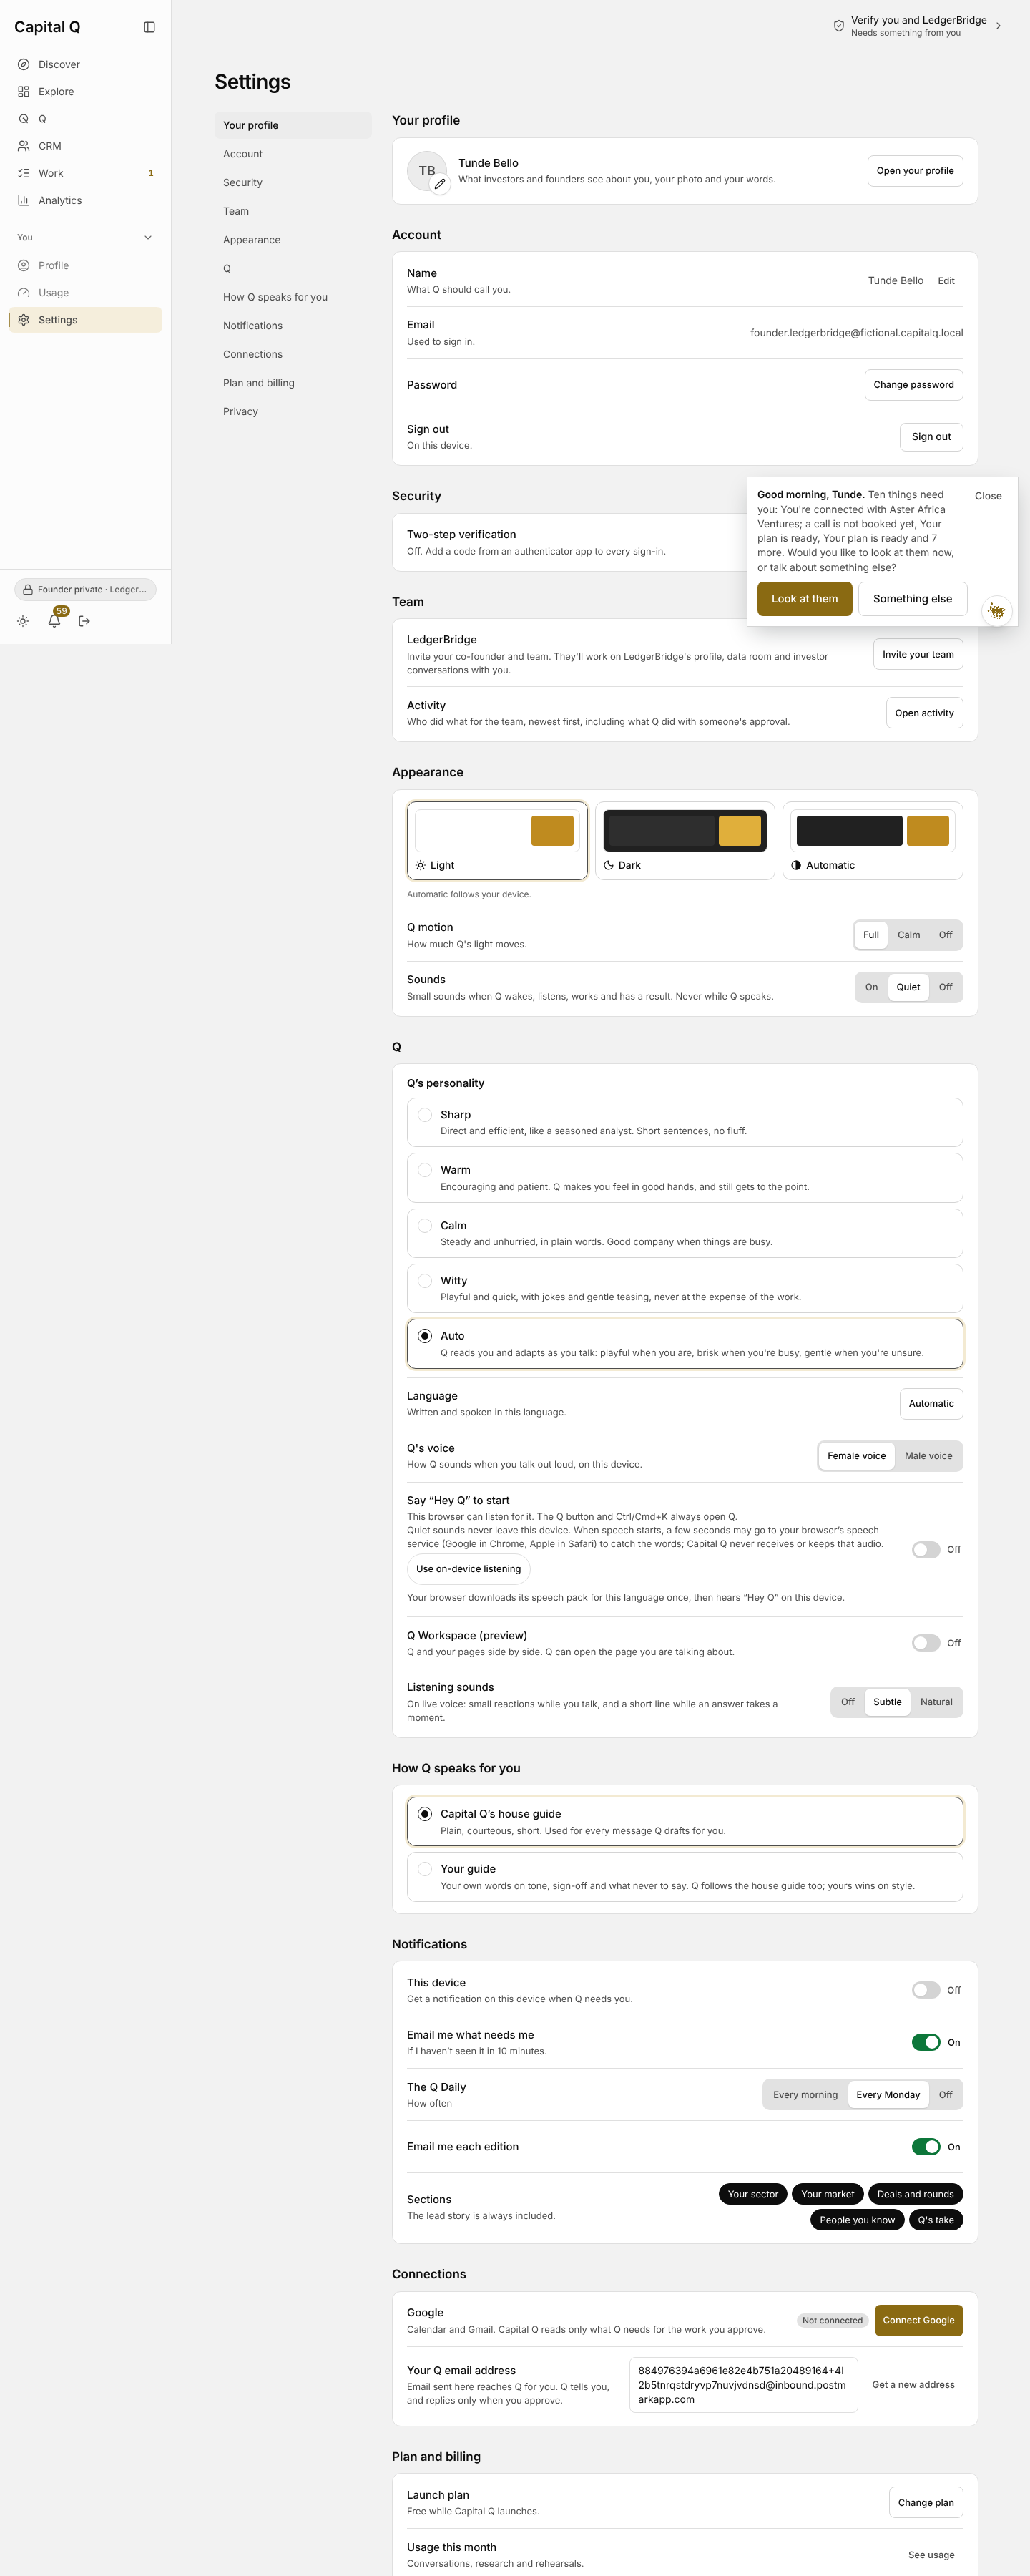 Capital Q
Discover
Explore
Q
CRM
Work
1
Analytics
You
Profile
Usage
Settings
Founder private · Ledger...
59
Verify you and LedgerBridge
Needs something from you
Settings
Your profile
Account
Security
Team
Appearance
Q
How Q speaks for you
Notifications
Connections
Plan and billing
Privacy
Your profile
TB
Tunde Bello
What investors and founders see about you, your photo and your words.
Open your profile
Account
Name
What Q should call you.
Tunde Bello
Edit
Email
Used to sign in.
founder.ledgerbridge@fictional.capitalq.local
Password
Change password
Sign out
On this device.
Sign out
Security
Two-step verification
Off. Add a code from an authenticator app to every sign-in.
Good morning, Tunde. Ten things need
you: You're connected with Aster Africa
Ventures; a call is not booked yet, Your
plan is ready, Your plan is ready and 7
more. Would you like to look at them now,
or talk about something else?
Close
Look at them
Something else
Team
LedgerBridge
Invite your co-founder and team. They'll work on LedgerBridge's profile, data room and investor
conversations with you.
Invite your team
Activity
Who did what for the team, newest first, including what Q did with someone's approval.
Open activity
Appearance
Light
Dark
Automatic
Automatic follows your device.
Q motion
How much Q's light moves.
Full
Calm
Off
Sounds
Small sounds when Q wakes, listens, works and has a result. Never while Q speaks.
On
Quiet
Off
Q
Q’s personality
Sharp
Direct and efficient, like a seasoned analyst. Short sentences, no fluff.
Warm
Encouraging and patient. Q makes you feel in good hands, and still gets to the point.
Calm
Steady and unhurried, in plain words. Good company when things are busy.
Witty
Playful and quick, with jokes and gentle teasing, never at the expense of the work.
Auto
Q reads you and adapts as you talk: playful when you are, brisk when you're busy, gentle when you're unsure.
Language
Written and spoken in this language.
Automatic
Q's voice
How Q sounds when you talk out loud, on this device.
Female voice
Male voice
Say “Hey Q” to start
This browser can listen for it. The Q button and Ctrl/Cmd+K always open Q.
Quiet sounds never leave this device. When speech starts, a few seconds may go to your browser’s speech
service (Google in Chrome, Apple in Safari) to catch the words; Capital Q never receives or keeps that audio.
Use on-device listening
Your browser downloads its speech pack for this language once, then hears “Hey Q” on this device.
Off
Q Workspace (preview)
Q and your pages side by side. Q can open the page you are talking about.
Off
Listening sounds
On live voice: small reactions while you talk, and a short line while an answer takes a
moment.
Off
Subtle
Natural
How Q speaks for you
Capital Q’s house guide
Plain, courteous, short. Used for every message Q drafts for you.
Your guide
Your own words on tone, sign-off and what never to say. Q follows the house guide too; yours wins on style.
Notifications
This device
Get a notification on this device when Q needs you.
Off
Email me what needs me
If I haven’t seen it in 10 minutes.
On
The Q Daily
How often
Every morning
Every Monday
Off
Email me each edition
On
Sections
The lead story is always included.
Your sector
Your market
Deals and rounds
People you know
Q's take
Connections
Google
Calendar and Gmail. Capital Q reads only what Q needs for the work you approve.
Not connected
Connect Google
Your Q email address
Email sent here reaches Q for you. Q tells you,
and replies only when you approve.
884976394a6961e82e4b751a20489164+4l
2b5tnrqstdryvp7nuvjvdnsd@inbound.postm
arkapp.com
Get a new address
Plan and billing
Launch plan
Free while Capital Q launches.
Change plan
Usage this month
Conversations, research and rehearsals.
See usage